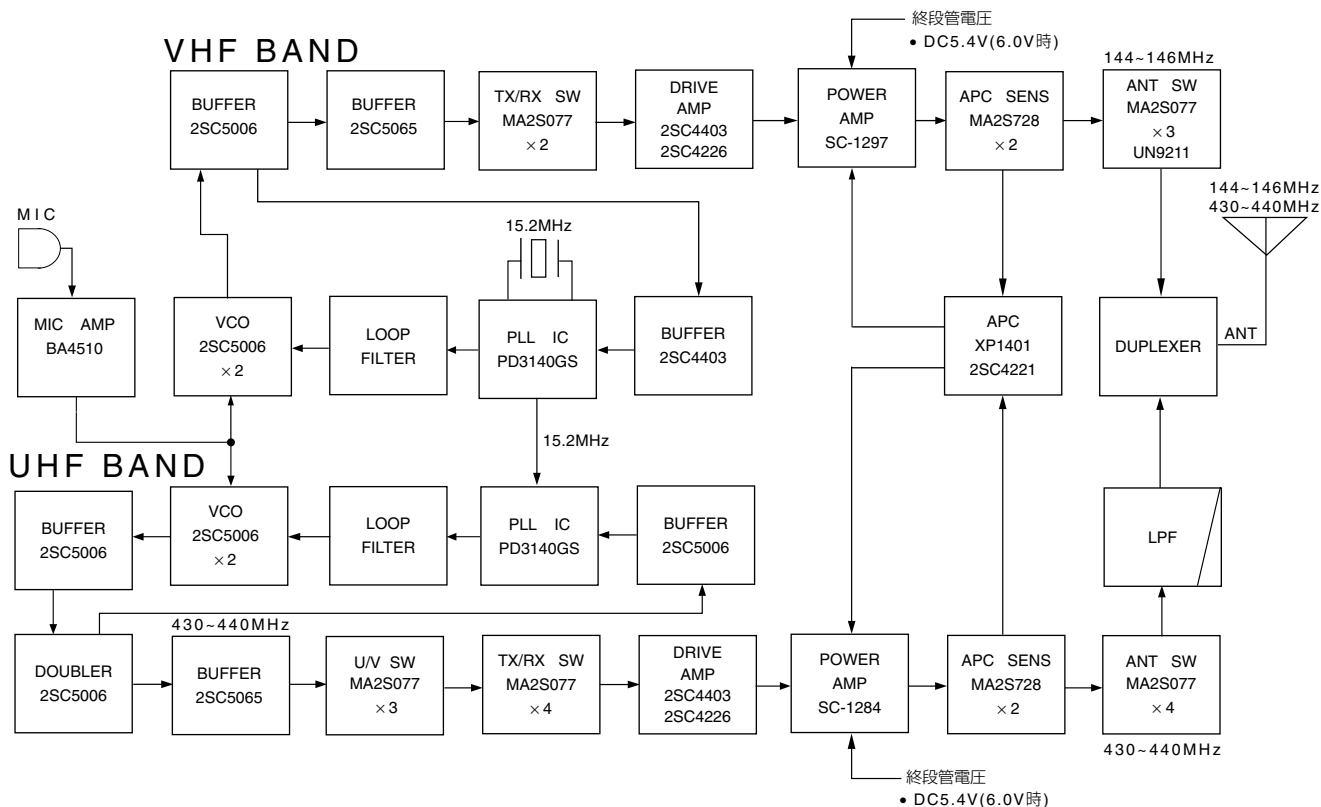 終段管電圧
• DC5.4V(6.0V時)
VHF BAND
144~146MHz
BUFFER
2SC5006
BUFFER
2SC5065
TX/RX SW
MA2S077
×2
DRIVE
AMP
2SC4403
2SC4226
POWER
AMP
SC-1297
APC SENS
MA2S728
×2
ANT SW
MA2S077
×3
UN9211
144~146MHz
430~440MHz
MIC
15.2MHz
MIC AMP
BA4510
VCO
2SC5006
×2
LOOP
FILTER
PLL IC
PD3140GS
BUFFER
2SC4403
APC
XP1401
2SC4221
DUPLEXER
ANT
15.2MHz
UHF BAND
BUFFER
2SC5006
VCO
2SC5006
×2
LOOP
FILTER
PLL IC
PD3140GS
BUFFER
2SC5006
LPF
430~440MHz
DOUBLER
2SC5006
BUFFER
2SC5065
U/V SW
MA2S077
×3
TX/RX SW
MA2S077
×4
DRIVE
AMP
2SC4403
2SC4226
POWER
AMP
SC-1284
APC SENS
MA2S728
×2
ANT SW
MA2S077
×4
430~440MHz
終段管電圧
• DC5.4V(6.0V時)